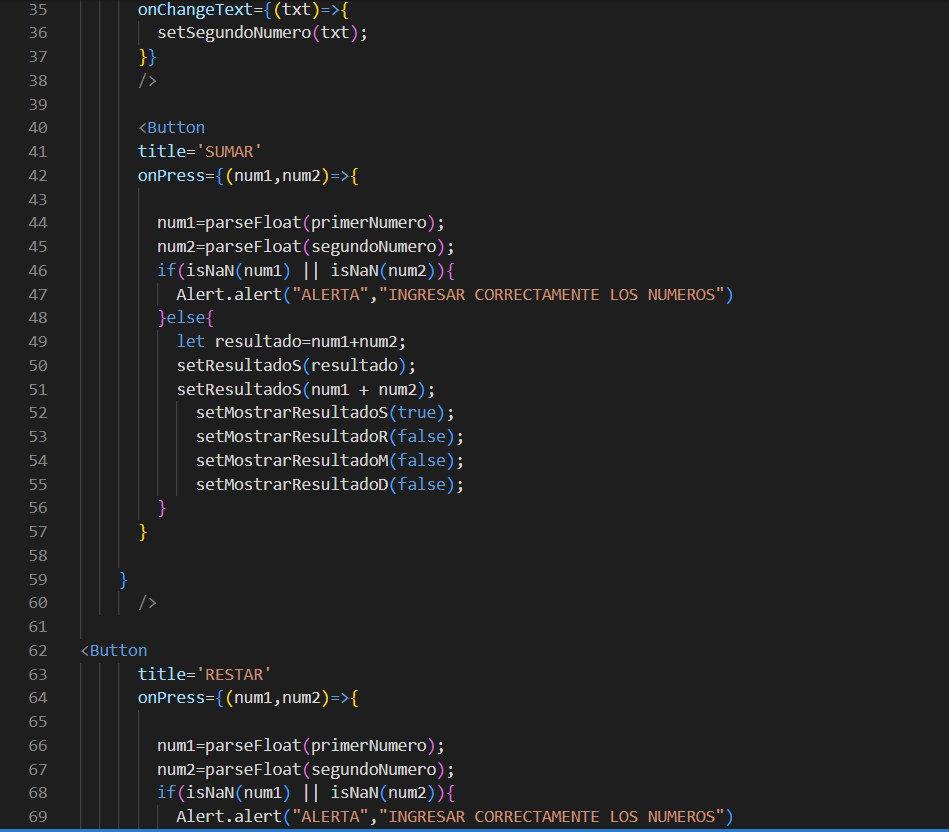 35 onChangeText={(txt)=>{
36 setSegundoNumero(txt);
37 }}
38 />
39
40 <Button
41 title='SUMAR'
42 onPress={(num1,num2)=>{
43
44 num1=parseFloat(primerNumero);
45 num2=parseFloat(segundoNumero);
46 if(isNaN(num1) || isNaN(num2)){
47 Alert.alert("ALERTA","INGRESAR CORRECTAMENTE LOS NUMEROS")
48 }else{
49 let resultado=num1+num2;
50 setResultadoS(resultado);
51 setResultadoS(num1 + num2);
52 setMostrarResultadoS(true);
53 setMostrarResultadoR(false);
54 setMostrarResultadoM(false);
55 setMostrarResultadoD(false);
56 }
57 }
58
59 }
60 />
61
62 <Button
63 title='RESTAR'
64 onPress={(num1,num2)=>{
65
66 num1=parseFloat(primerNumero);
67 num2=parseFloat(segundoNumero);
68 if(isNaN(num1) || isNaN(num2)){
69 Alert.alert("ALERTA","INGRESAR CORRECTAMENTE LOS NUMEROS")